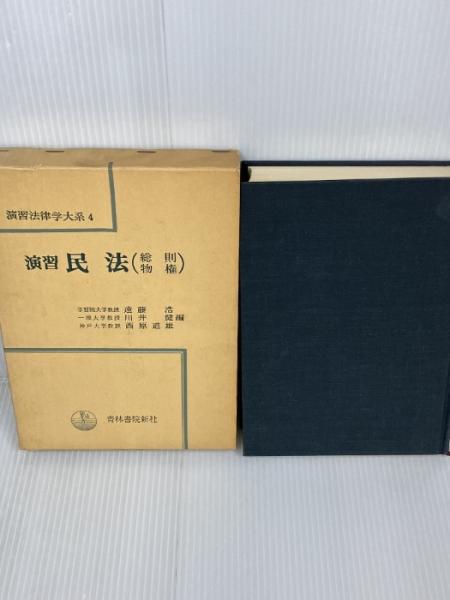 演習法律学大系 4
演習 民法(総則 物権)
学習院大学教授 遠藤浩
一橋大学教授 川井健 編
神戸大学教授 西原道雄
青林書院新社